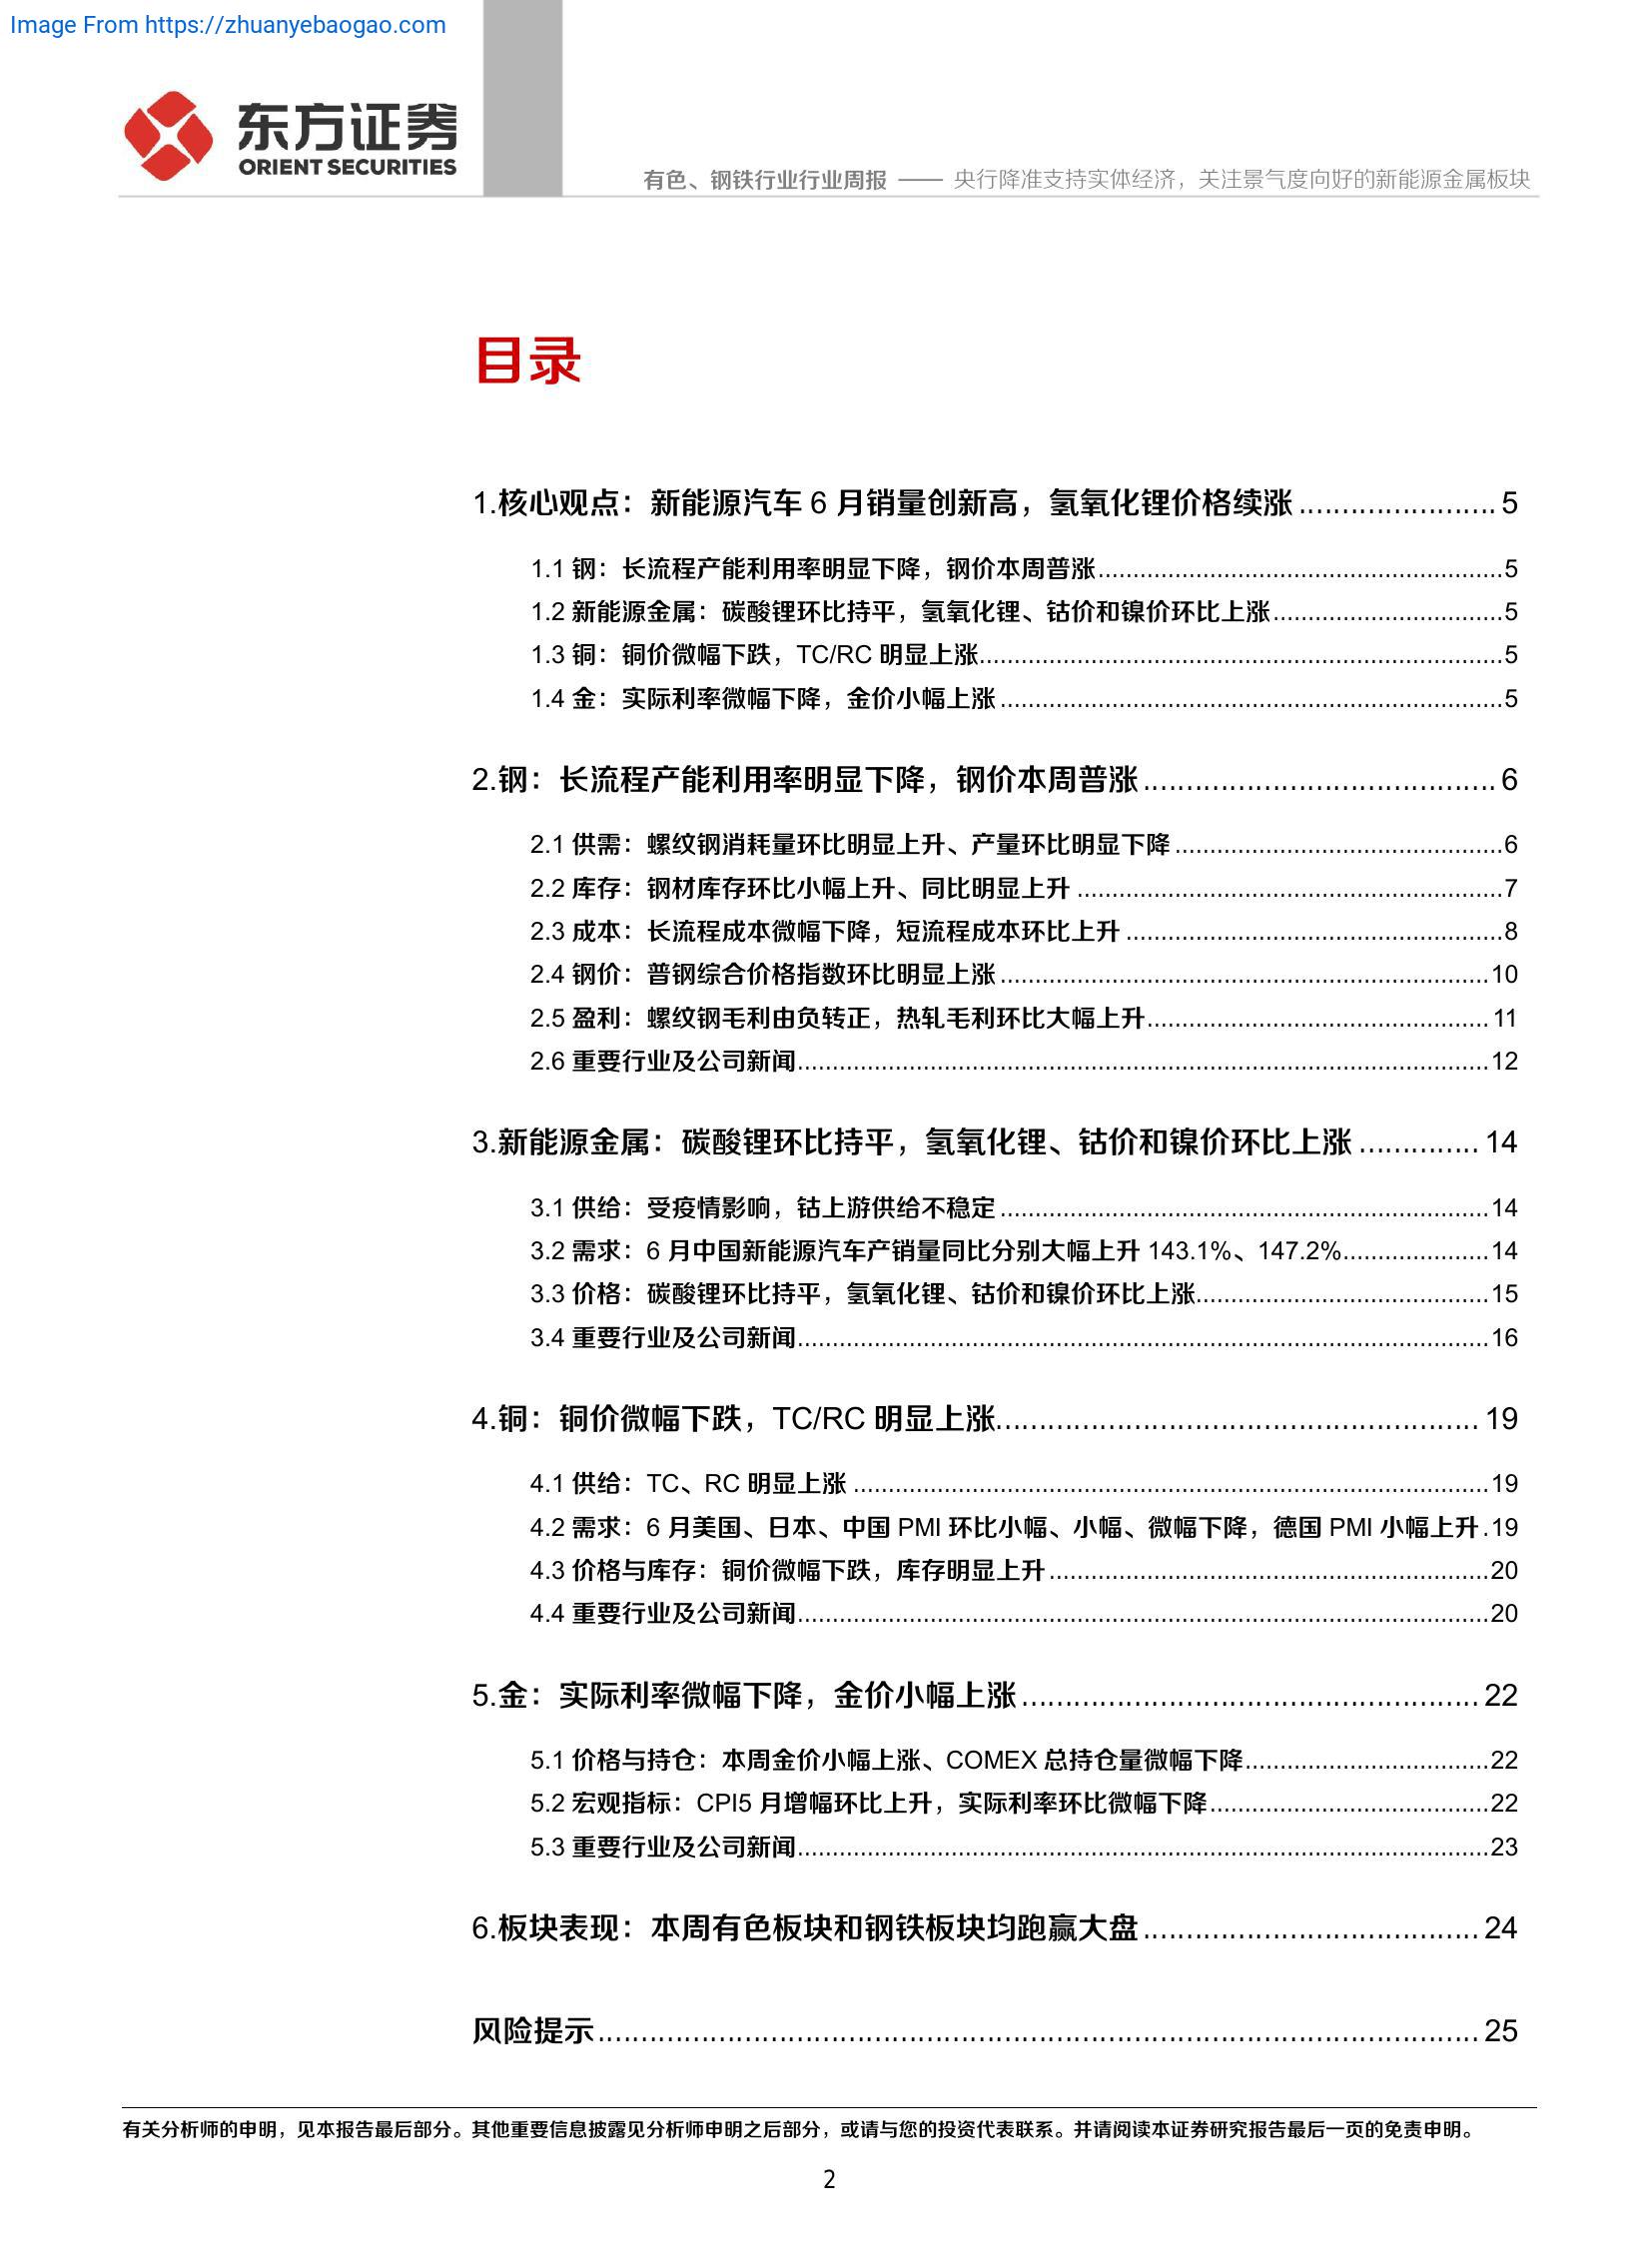 Image From https://zhuanyebaogao.com
东方证券
ORIENT SECURITIES
有色、钢铁行业行业周报 —— 央行降准支持实体经济，关注景气度向好的新能源金属板块
目录
1.核心观点：新能源汽车 6 月销量创新高，氢氧化锂价格续涨 ....................... 5
1.1 钢：长流程产能利用率明显下降，钢价本周普涨..........................................................5
1.2 新能源金属：碳酸锂环比持平，氢氧化锂、钴价和镍价环比上涨.................................5
1.3 铜：铜价微幅下跌，TC/RC 明显上涨...........................................................................5
1.4 金：实际利率微幅下降，金价小幅上涨 ........................................................................5
2.钢：长流程产能利用率明显下降，钢价本周普涨 ......................................... 6
2.1 供需：螺纹钢消耗量环比明显上升、产量环比明显下降 ...............................................6
2.2 库存：钢材库存环比小幅上升、同比明显上升 .............................................................7
2.3 成本：长流程成本微幅下降，短流程成本环比上升 ......................................................8
2.4 钢价：普钢综合价格指数环比明显上涨 ......................................................................10
2.5 盈利：螺纹钢毛利由负转正，热轧毛利环比大幅上升.................................................11
2.6 重要行业及公司新闻...................................................................................................12
3.新能源金属：碳酸锂环比持平，氢氧化锂、钴价和镍价环比上涨 .............. 14
3.1 供给：受疫情影响，钴上游供给不稳定 ......................................................................14
3.2 需求：6 月中国新能源汽车产销量同比分别大幅上升 143.1%、147.2%.....................14
3.3 价格：碳酸锂环比持平，氢氧化锂、钴价和镍价环比上涨..........................................15
3.4 重要行业及公司新闻...................................................................................................16
4.铜：铜价微幅下跌，TC/RC 明显上涨........................................................ 19
4.1 供给：TC、RC 明显上涨 ...........................................................................................19
4.2 需求：6 月美国、日本、中国 PMI 环比小幅、小幅、微幅下降，德国 PMI 小幅上升.19
4.3 价格与库存：铜价微幅下跌，库存明显上升 ...............................................................20
4.4 重要行业及公司新闻...................................................................................................20
5.金：实际利率微幅下降，金价小幅上涨 ..................................................... 22
5.1 价格与持仓：本周金价小幅上涨、COMEX 总持仓量微幅下降...................................22
5.2 宏观指标：CPI5 月增幅环比上升，实际利率环比微幅下降........................................22
5.3 重要行业及公司新闻...................................................................................................23
6.板块表现：本周有色板块和钢铁板块均跑赢大盘 ....................................... 24
风险提示....................................................................................................... 25
有关分析师的申明，见本报告最后部分。其他重要信息披露见分析师申明之后部分，或请与您的投资代表联系。并请阅读本证券研究报告最后一页的免责申明。
2